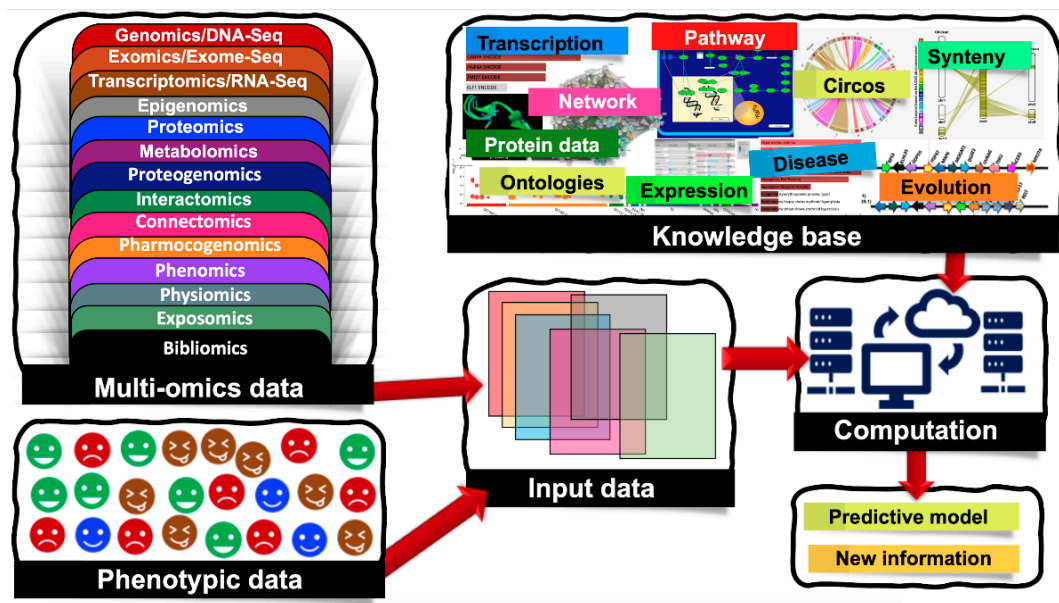 Genomics/DNA-Seq
Exomics/Exome-Seq
Transcriptomics/RNA-Seq
Epigenomics
Proteomics
Metabolomics
Proteogenomics
Interactomics
Connectomics
Pharmocogenomics
Phenomics
Physiomics
Exposomics
Bibliomics
Multi-omics data
Phenotypic data
Transcription
Pathway
Synteny
Circos
Network
Protein data
Disease
Ontologies
Expression
Evolution
Knowledge base
Input data
Computation
Predictive model
New information